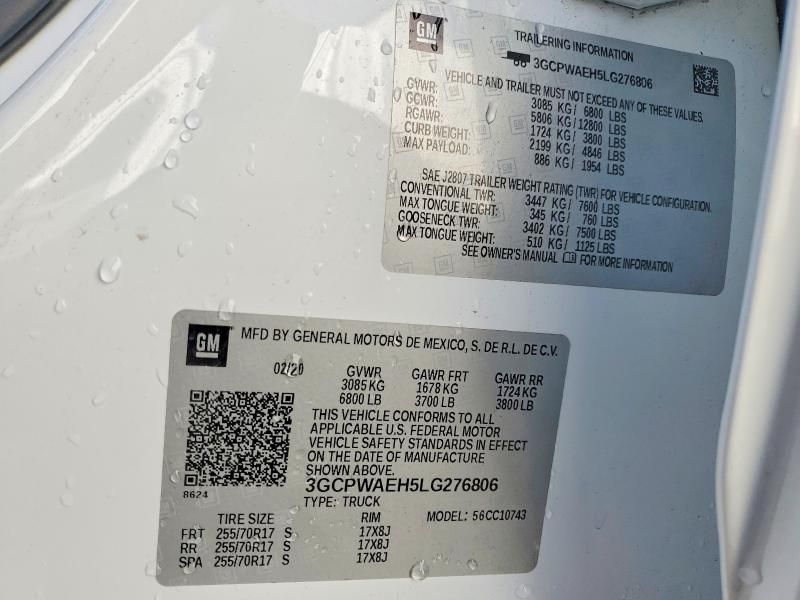 GM
TRAILERING INFORMATION
3GCPWAEH5LG276806
VEHICLE AND TRAILER MUST NOT EXCEED ANY OF THESE VALUES.
GVWR: 3085 KG/ 6800 LBS
GCWR: 5806 KG/12800 LBS
RGAWR: 1724 KG/ 3800 LBS
CURB WEIGHT: 2199 KG/ 4846 LBS
MAX PAYLOAD: 886 KG/ 1954 LBS
SAE J2807 TRAILER WEIGHT RATING (TWR) FOR VEHICLE CONFIGURATION.
CONVENTIONAL TWR: 3447 KG/ 7600 LBS
MAX TONGUE WEIGHT: 345 KG/ 760 LBS
GOOSENECK TWR: 3402 KG/ 7500 LBS
MAX TONGUE WEIGHT: 510 KG/ 1125 LBS
SEE OWNER'S MANUAL FOR MORE INFORMATION
GM
MFD BY GENERAL MOTORS DE MEXICO, S. DE R.L. DE C.V.
02/20 GVWR GAWR FRT GAWR RR
3085 KG 1678 KG 1724 KG
6800 LB 3700 LB 3800 LB
THIS VEHICLE CONFORMS TO ALL
APPLICABLE U.S. FEDERAL MOTOR
VEHICLE SAFETY STANDARDS IN EFFECT
ON THE DATE OF MANUFACTURE
SHOWN ABOVE.
8624
3GCPWAEH5LG276806
TYPE: TRUCK MODEL: 56CC10743
TIRE SIZE RIM
FRT 255/70R17 S 17X8J
RR 255/70R17 S 17X8J
SPA 255/70R17 S 17X8J